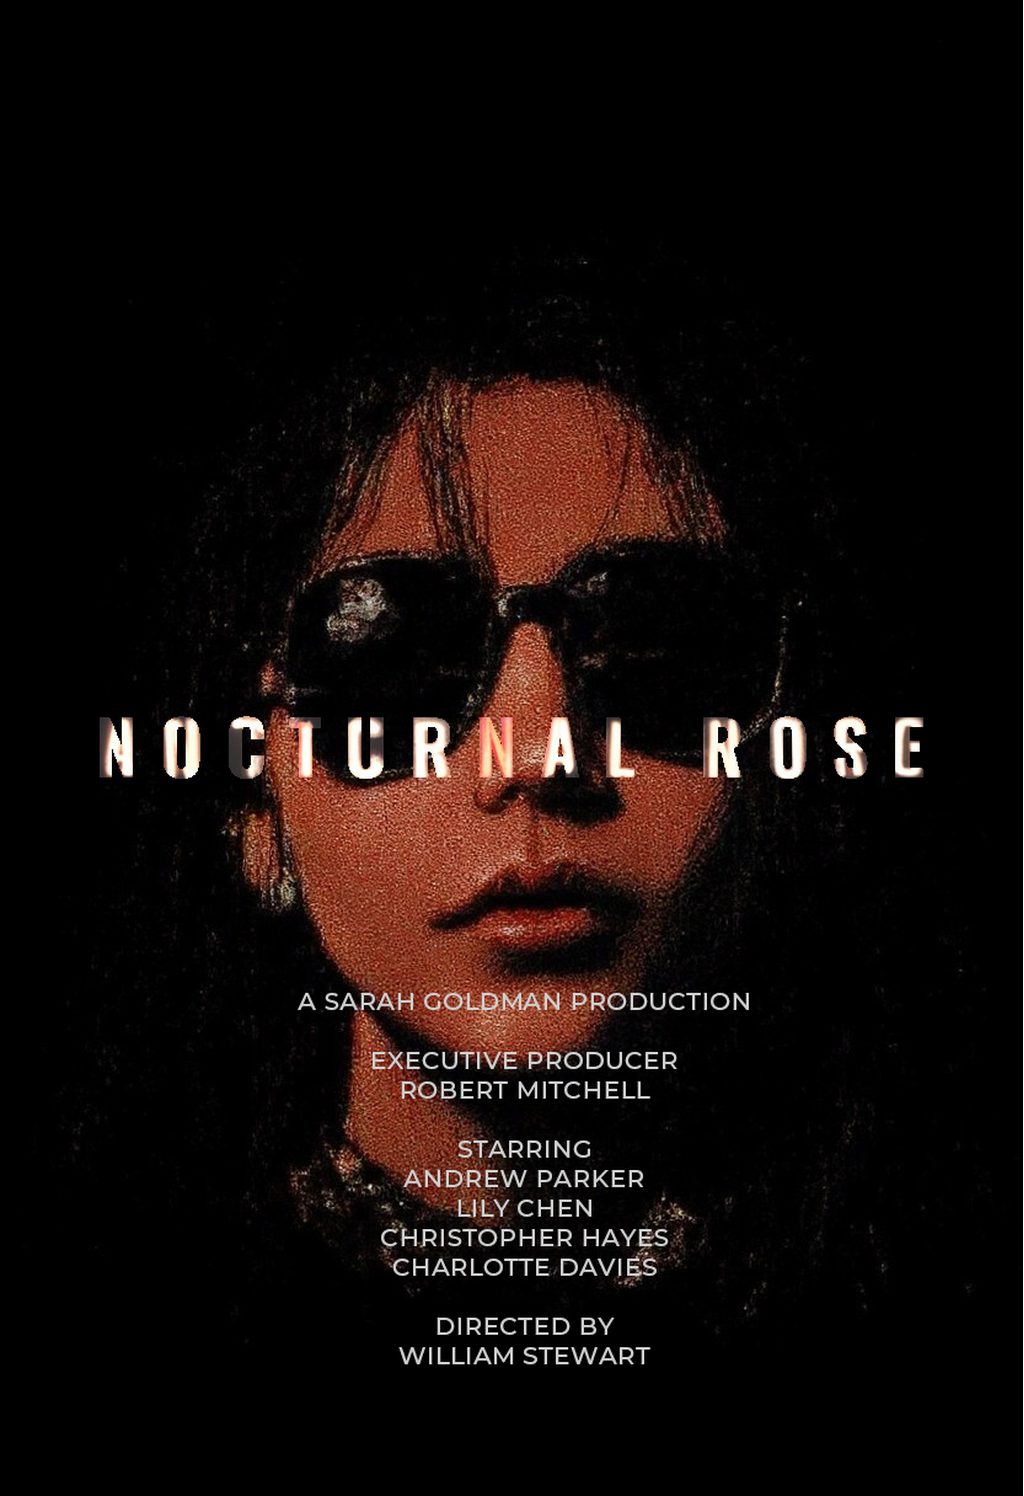 NOCTURNAL ROSE
A SARAH GOLDMAN PRODUCTION
EXECUTIVE PRODUCER
ROBERT MITCHELL
STARRING
ANDREW PARKER
LILY CHEN
CHRISTOPHER HAYES
CHARLOTTE DAVIES
DIRECTED BY
WILLIAM STEWART